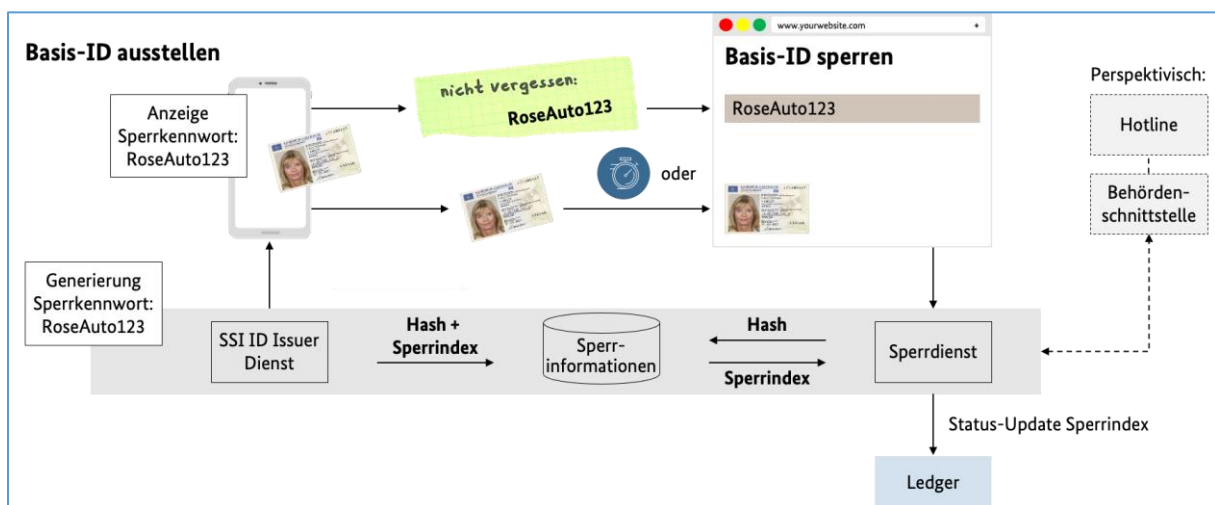 Basis-ID ausstellen
Anzeige
Sperrkennwort:
RoseAuto123
nicht vergessen:
RoseAuto123
oder
www.yourwebsite.com
+
Basis-ID sperren
RoseAuto123
Perspektivisch:
Hotline
Behörden-
schnittstelle
Generierung
Sperrkennwort:
RoseAuto123
SSI ID Issuer
Dienst
Hash +
Sperrindex
Sperr-
informationen
Hash
Sperrindex
Sperrdienst
Status-Update Sperrindex
Ledger